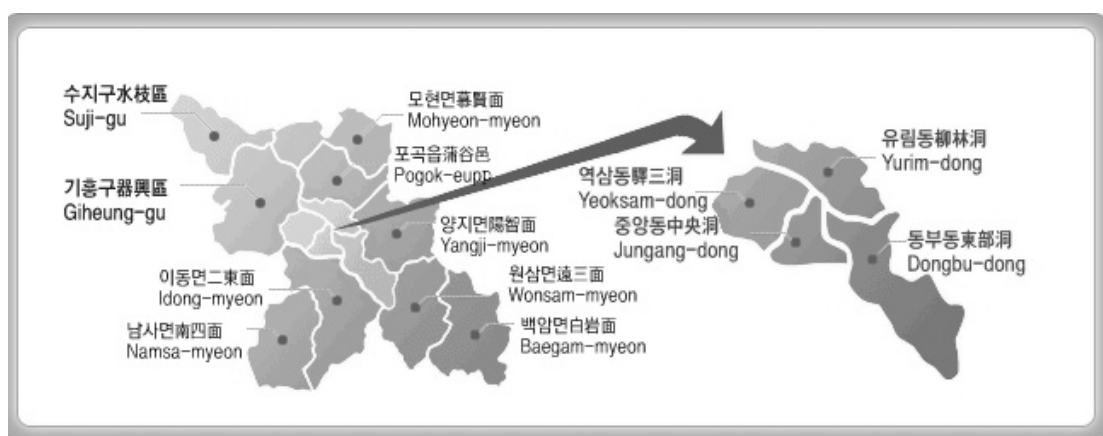 수지구水枝區
Suji-gu
모현면慕賢面
Mohyeon-myeon
포곡읍蒲谷邑
Pogok-eupp
기흥구器興區
Giheung-gu
양지면陽智面
Yangji-myeon
이동면二東面
Idong-myeon
원삼면遠三面
Wonsam-myeon
남사면南四面
Namsa-myeon
백암면白岩面
Baegam-myeon
유림동柳林洞
Yurim-dong
역삼동驛三洞
Yeoksam-dong
중앙동中央洞
Jungang-dong
동부동東部洞
Dongbu-dong